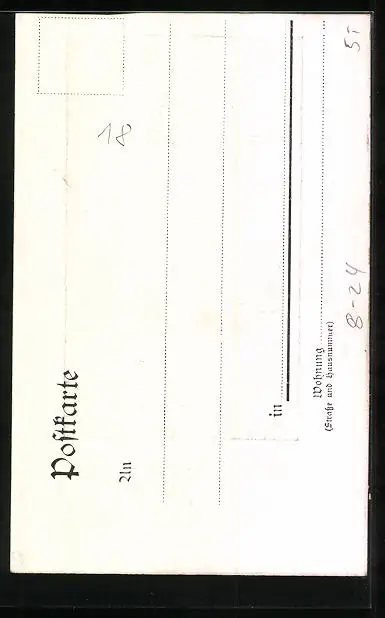 Postkarte
18
An
in
Wohnung
(Straße und Hausnummer)
8-24
5,-